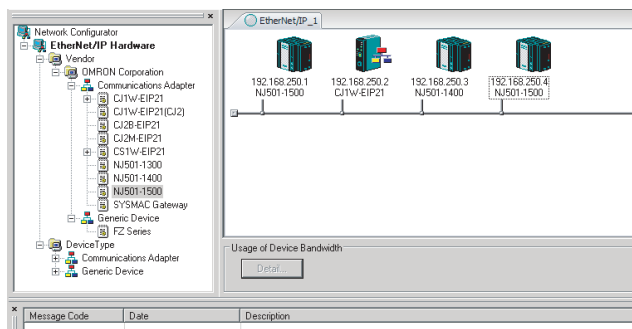 Network Configurator
EtherNet/IP Hardware
Vendor
OMRON Corporation
Communications Adapter
CJ1W-EIP21
CJ1W-EIP21(CJ2)
CJ2B-EIP21
CJ2M-EIP21
CS1W-EIP21
NJ501-1300
NJ501-1400
NJ501-1500
SYSMAC Gateway
Generic Device
FZ Series
DeviceType
Communications Adapter
Generic Device
EtherNet/IP_1
192.168.250.1
NJ501-1500
192.168.250.2
CJ1W-EIP21
192.168.250.3
NJ501-1400
192.168.250.4
NJ501-1500
Usage of Device Bandwidth
Detail...
Message Code Date Description